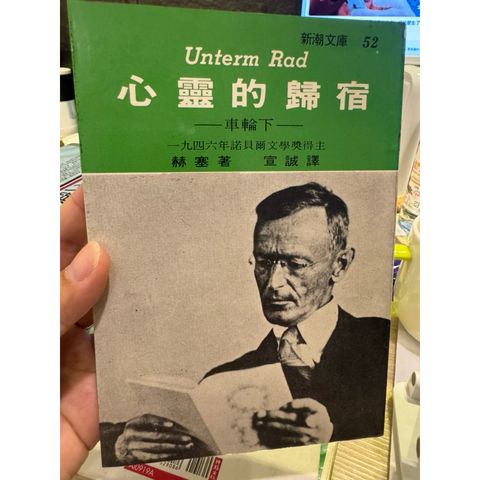 新潮文庫 52
Unterm Rad
心靈的歸宿
——車輪下——
一九四六年諾貝爾文學獎得主
赫塞著 宣誠譯
A00919A